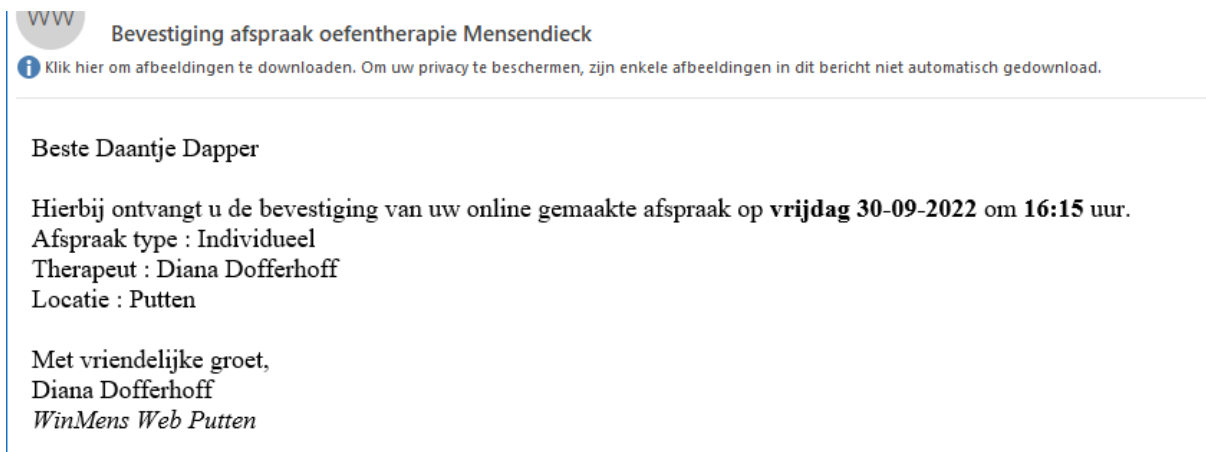 WW
Bevestiging afspraak oefentherapie Mensendieck
Klik hier om afbeeldingen te downloaden. Om uw privacy te beschermen, zijn enkele afbeeldingen in dit bericht niet automatisch gedownload.
Beste Daantje Dapper
Hierbij ontvangt u de bevestiging van uw online gemaakte afspraak op vrijdag 30-09-2022 om 16:15 uur.
Afspraak type : Individueel
Therapeut : Diana Dofferhoff
Locatie : Putten
Met vriendelijke groet,
Diana Dofferhoff
WinMens Web Putten